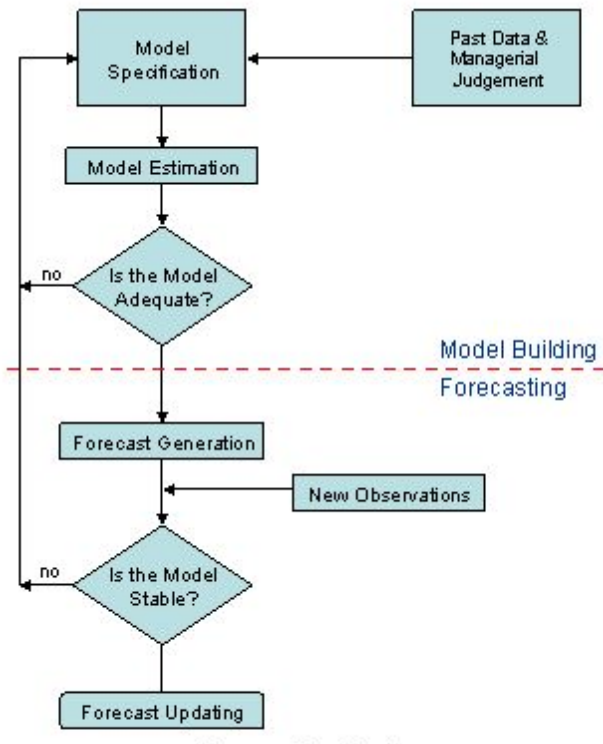 Model
Specification
Past Data &
Managerial
Judgement
Model Estimation
Is the Model
Adequate?
no
Model Building
Forecasting
Forecast Generation
New Observations
Is the Model
Stable?
no
Forecast Updating